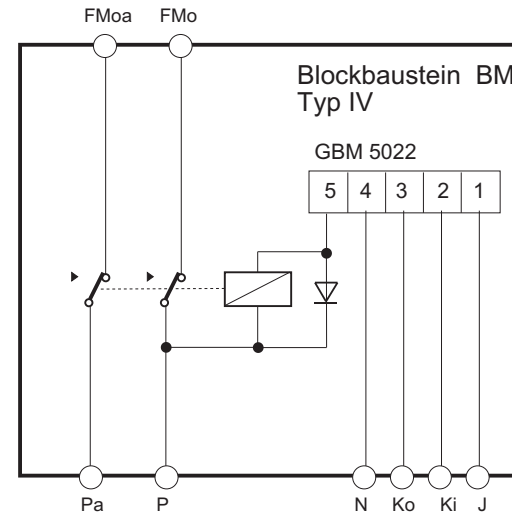 FMoa FMo
Blockbaustein BM
Typ IV
GBM 5022
5 4 3 2 1
Pa P N Ko Ki J